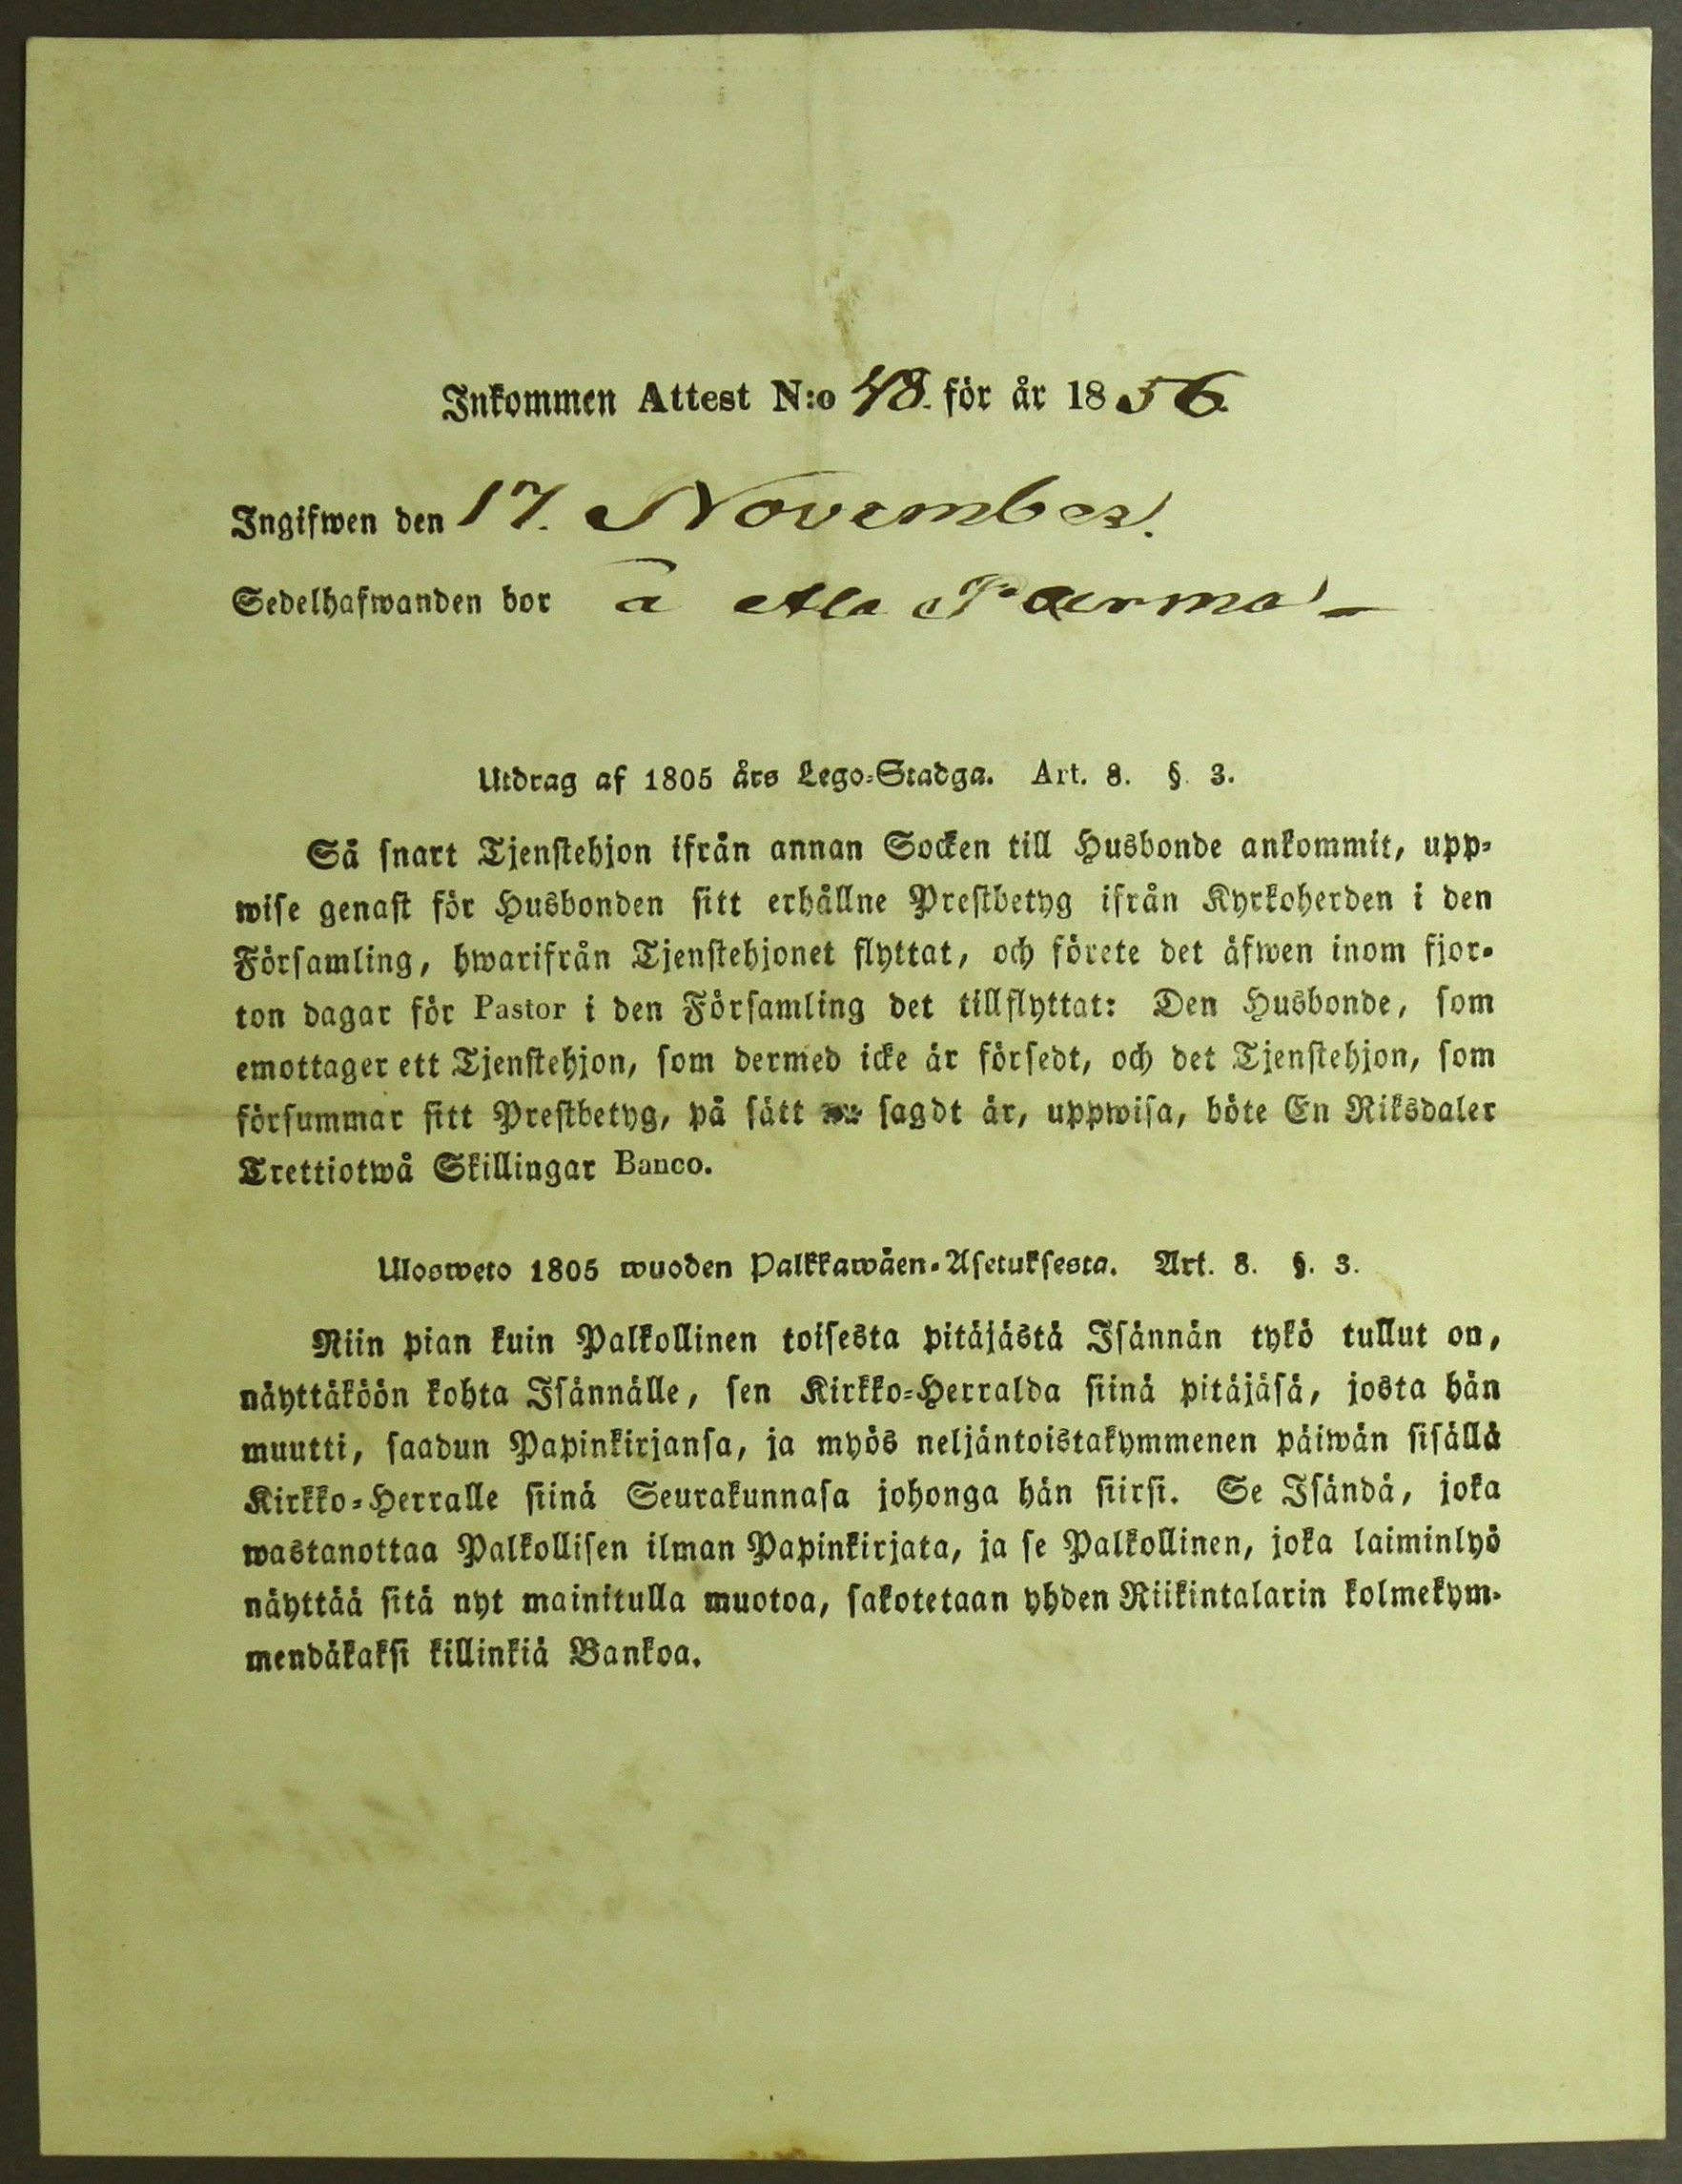 Inkommen Attest N:o 48. för år 1856.
Ingifwen den 17. November.
Sedelhafwanden bor å Ala Pärmä
Utdrag af 1805 års Lego-Stadga. Art. 8. § 3.
Så snart Tjenstehjon ifrån annan Socken till Husbonde ankommit, upp-
wise genast för Husbonden sitt erhållne Prestbetyg ifrån Kyrkoherden i den
Församling, hwarifrån Tjenstehjonet flyttat, och förete det äfwen inom fjor-
ton dagar för Pastor i den Församling det tillflyttat: Den Husbonde, som
emottager ett Tjenstehjon, som dermed icke är försedt, och det Tjenstehjon, som
försummar sitt Prestbetyg, på sätt nu sagdt är, uppwisa, böte En Riksdaler
Trettiotwå Skillingar Banco.
Ulosweto 1805 wuoden Palkkawäen-Asetuksesta. Art. 8. §. 3.
Niin pian kuin Palkollinen toisesta pitäjästä Isännän tykö tullut on,
näyttäköön kohta Isännälle, sen Kirkko-Herralda siinä pitäjäsä, josta hän
muutti, saadun Papinkirjansa, ja myös neljäntoistakymmenen päiwän sisällä
Kirkko-Herralle siinä Seurakunnasa johonga hän siirsi. Se Isändä, joka
wastanottaa Palkollisen ilman Papinkirjata, ja se Palkollinen, joka laiminlyö
näyttää sitä nyt mainitulla muotoa, sakotetaan yhden Riikintalarin kolmekym-
mendäkaksi killinkiä Bankoa.